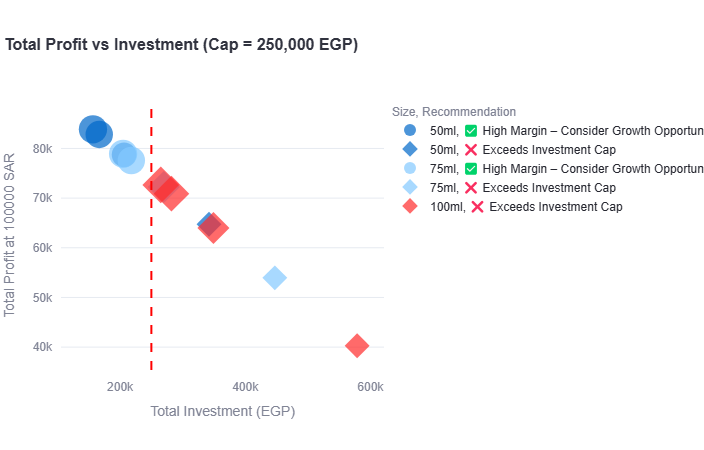 Total Profit vs Investment (Cap = 250,000 EGP)
Size, Recommendation
50ml, ✅ High Margin – Consider Growth Opportun
50ml, ❌ Exceeds Investment Cap
75ml, ✅ High Margin – Consider Growth Opportun
75ml, ❌ Exceeds Investment Cap
100ml, ❌ Exceeds Investment Cap
Total Profit at 100000 SAR
80k
70k
60k
50k
40k
200k 400k 600k
Total Investment (EGP)